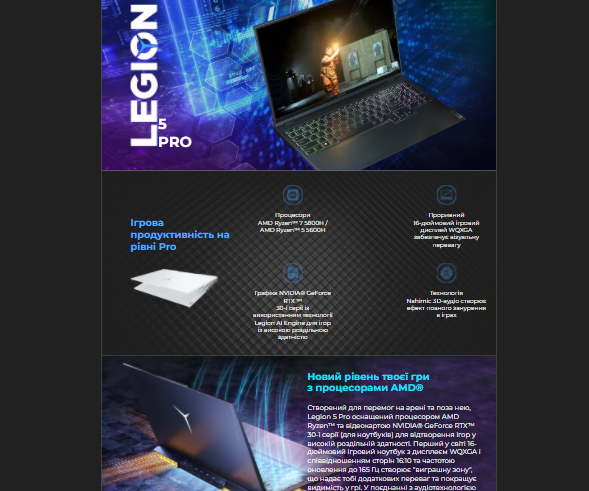 LEGION
5
PRO
Ігрова
продуктивність на
рівні Pro
Процесори
AMD Ryzen™ 7 5800H /
AMD Ryzen™ 5 5600H
Проривний
16-дюймовий ігровий
дисплей WQXGA
забезпечує візуальну
перевагу
Графіка NVIDIA® GeForce
RTX™
30-ї серії із
використанням технології
Legion AI Engine для ігор
із високою роздільною
здатністю
Технологія
Nahimic 3D-аудіо створює
ефект повного занурення
в іграх
Новий рівень твоєї гри
з процесорами AMD®
Створений для перемог на арені та поза нею,
Legion 5 Pro оснащений процесором AMD
Ryzen™ та відеокартою NVIDIA® GeForce RTX™
30-ї серії (для ноутбуків) для відтворення ігор у
високій роздільній здатності. Перший у світі 16-
дюймовий ігровий ноутбук з дисплеєм WQXGA і
співвідношенням сторін 16:10 та частотою
оновлення до 165 Гц створює "виграшну зону",
що надає тобі додаткових переваг та покращує
видимість у грі. У поєднанні з аудіотехнологією